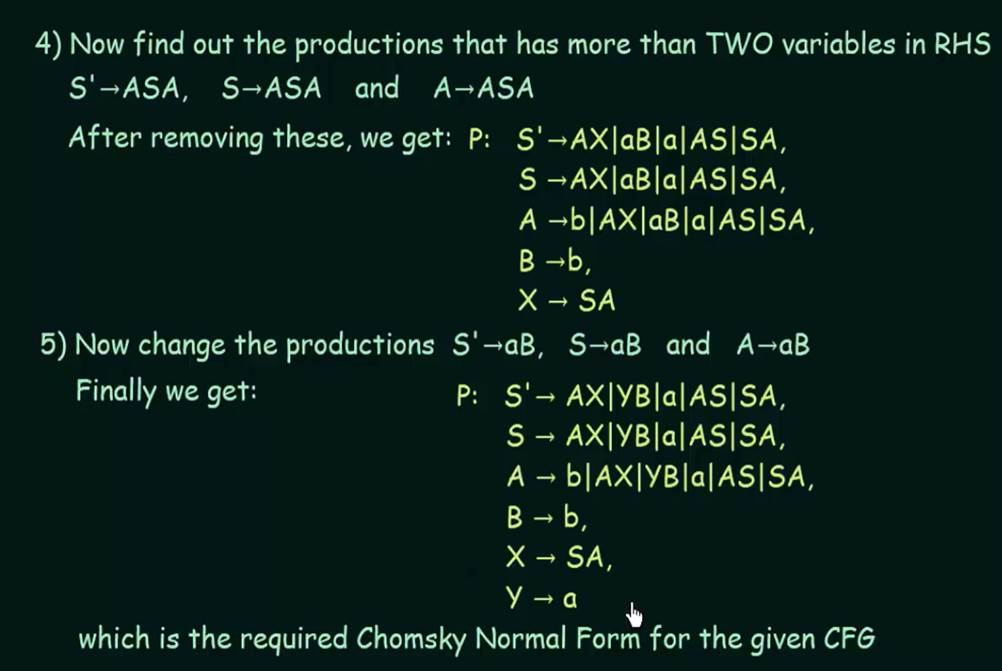 4) Now find out the productions that has more than TWO variables in RHS
S'→ASA, S→ASA and A→ASA
After removing these, we get: P: S'→AX|aB|a|AS|SA,
S →AX|aB|a|AS|SA,
A →b|AX|aB|a|AS|SA,
B →b,
X → SA
5) Now change the productions S'→aB, S→aB and A→aB
Finally we get: P: S'→ AX|YB|a|AS|SA,
S → AX|YB|a|AS|SA,
A → b|AX|YB|a|AS|SA,
B → b,
X → SA,
Y → a
which is the required Chomsky Normal Form for the given CFG